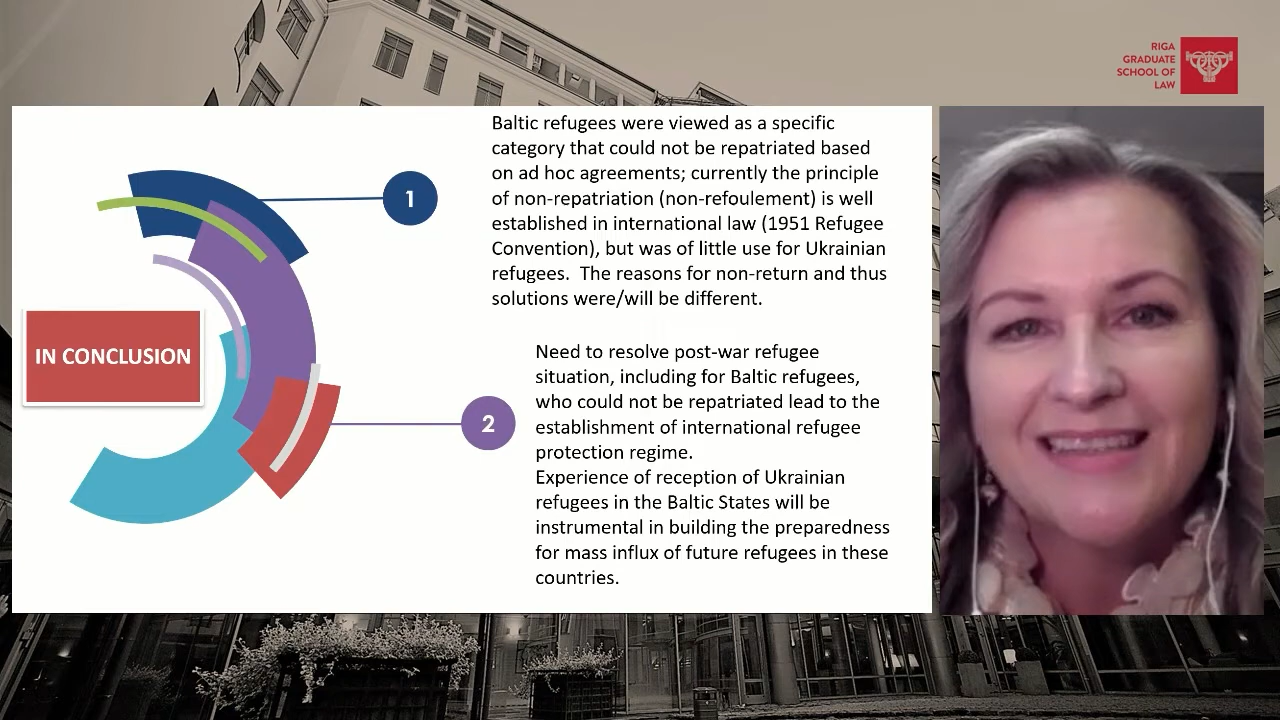 RIGA
GRADUATE
SCHOOL OF
LAW
IN CONCLUSION
1
Baltic refugees were viewed as a specific
category that could not be repatriated based
on ad hoc agreements; currently the principle
of non-repatriation (non-refoulement) is well
established in international law (1951 Refugee
Convention), but was of little use for Ukrainian
refugees.  The reasons for non-return and thus
solutions were/will be different.
2
Need to resolve post-war refugee
situation, including for Baltic refugees,
who could not be repatriated lead to the
establishment of international refugee
protection regime.
Experience of reception of Ukrainian
refugees in the Baltic States will be
instrumental in building the preparedness
for mass influx of future refugees in these
countries.